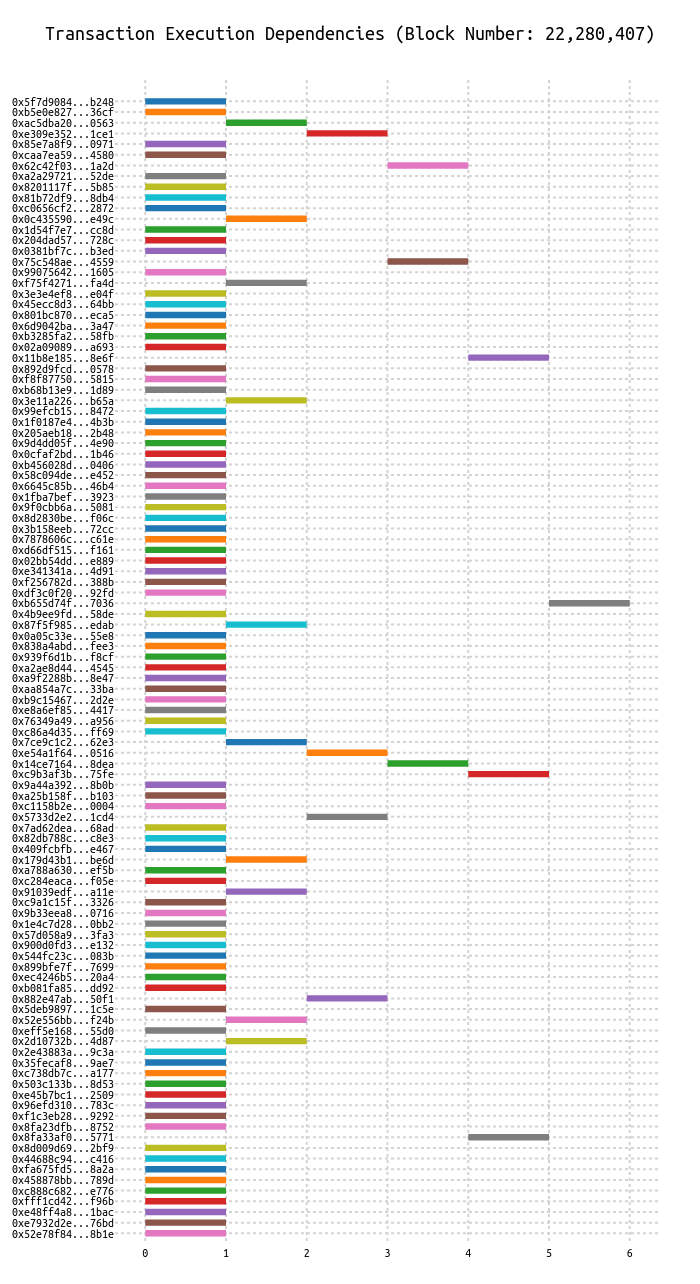 Transaction Execution Dependencies (Block Number: 22,280,407)
0x5f7d9084...b248
0xb5e0e827...36cf
0xac5dba20...0563
0xe309e352...1ce1
0x85e7a8f9...0971
0xcaa7ea59...4580
0x62c42f03...1a2d
0xa2a29721...52de
0x8201117f...5b85
0x81b72df9...8db4
0xc0656cf2...2872
0x0c435590...e49c
0x1d54f7e7...cc8d
0x204dad57...728c
0x0381bf7c...b3ed
0x75c548ae...4559
0x99075642...1605
0xf75f4271...fa4d
0x3e3e4ef8...e04f
0x45ecc8d3...64bb
0x801bc870...eca5
0x6d9042ba...3a47
0xb3285fa2...58fb
0x02a09089...a693
0x11b8e185...8e6f
0x892d9fcd...0578
0xf8f87750...5815
0xb68b13e9...1d89
0x3e11a226...b65a
0x99efcb15...8472
0x1f0187e4...4b3b
0x205aeb18...2b48
0x9d4dd05f...4e90
0x0cfaf2bd...1b46
0xb456028d...0406
0x58c094de...e452
0x6645c85b...46b4
0x1fba7bef...3923
0x9f0cbb6a...5081
0x8d2830be...f06c
0x3b158eeb...72cc
0x7878606c...c61e
0xd66df515...f161
0x02bb54dd...e889
0xe341341a...4d91
0xf256782d...388b
0xdf3c0f20...92fd
0xb655d74f...7036
0x4b9ee9fd...58de
0x87f5f985...edab
0x0a05c33e...55e8
0x838a4abd...fee3
0x939f6d1b...f8cf
0xa2ae8d44...4545
0xa9f2288b...8e47
0xaa854a7c...33ba
0xb9c15467...2d2e
0xe8a6ef85...4417
0x76349a49...a956
0xc86a4d35...ff69
0x7ce9c1c2...62e3
0xe54a1f64...0516
0x14ce7164...8dea
0xc9b3af3b...75fe
0x9a44a392...8b0b
0xa25b158f...b103
0xc1158b2e...0004
0x5733d2e2...1cd4
0x7ad62dea...68ad
0x82db788c...c8e3
0x409fcbfb...e467
0x179d43b1...be6d
0xa788a630...ef5b
0xc284eaca...f05e
0x91039edf...a11e
0xc9a1c15f...3326
0x9b33eea8...0716
0x1e4c7d28...0bb2
0x57d058a9...3fa3
0x900d0fd3...e132
0x544fc23c...083b
0x899bfe7f...7699
0xec4246b5...20a4
0xb081fa85...dd92
0x882e47ab...50f1
0x5deb9897...1c5e
0x52e556bb...f24b
0xeff5e168...55d0
0x2d10732b...4d87
0x2e43883a...9c3a
0x35fecaf8...9ae7
0xc738db7c...a177
0x503c133b...8d53
0xe45b7bc1...2509
0x96efd310...783c
0xf1c3eb28...9292
0x8fa23dfb...8752
0x8fa33af0...5771
0x8d009d69...2bf9
0x44688c94...c416
0xfa675fd5...8a2a
0x458878bb...789d
0xc888c682...e776
0xfff1cd42...f96b
0xe48ff4a8...1bac
0xe7932d2e...76bd
0x52e78f84...8b1e
0 1 2 3 4 5 6